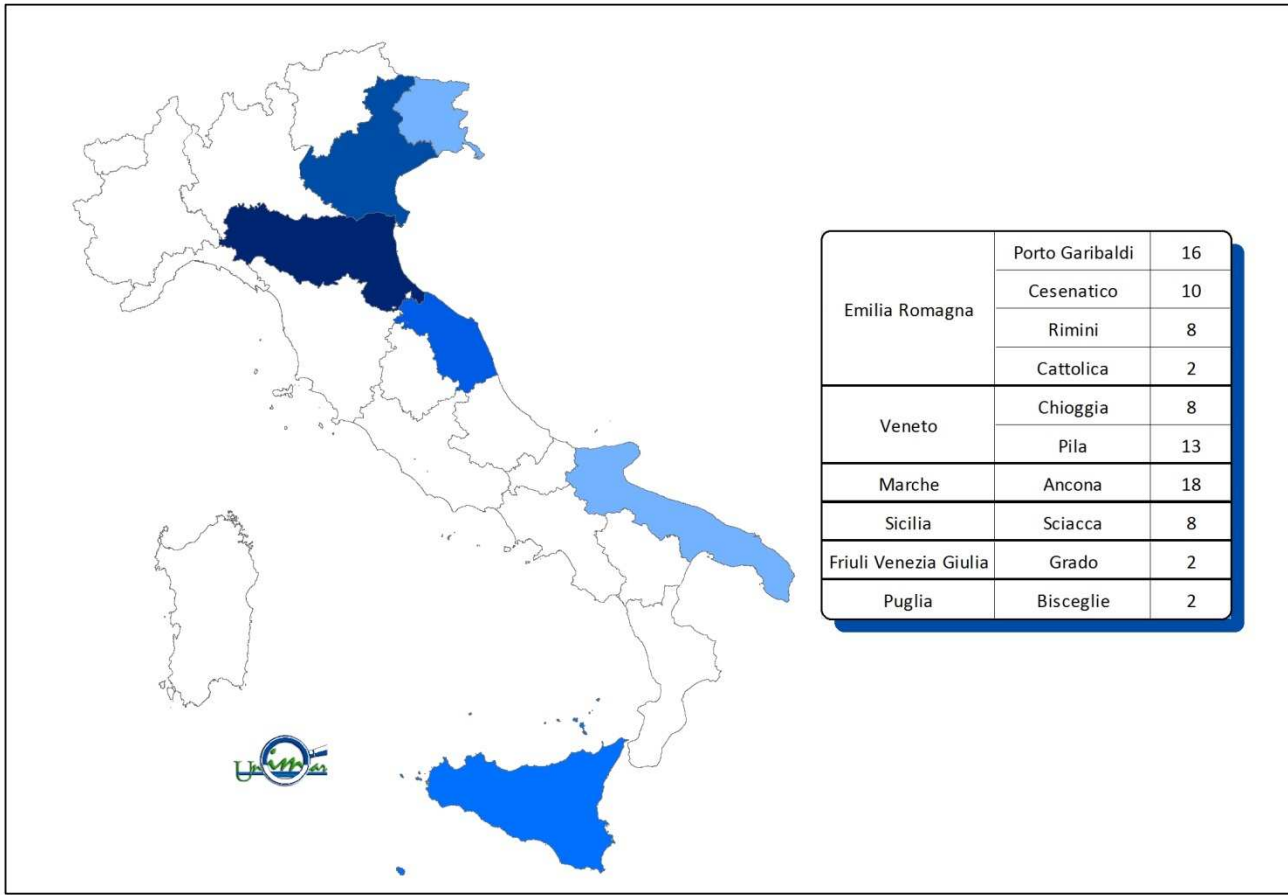 Emilia Romagna Porto Garibaldi 16
Cesenatico 10
Rimini 8
Cattolica 2
Veneto Chioggia 8
Pila 13
Marche Ancona 18
Sicilia Sciacca 8
Friuli Venezia Giulia Grado 2
Puglia Bisceglie 2
Unimar